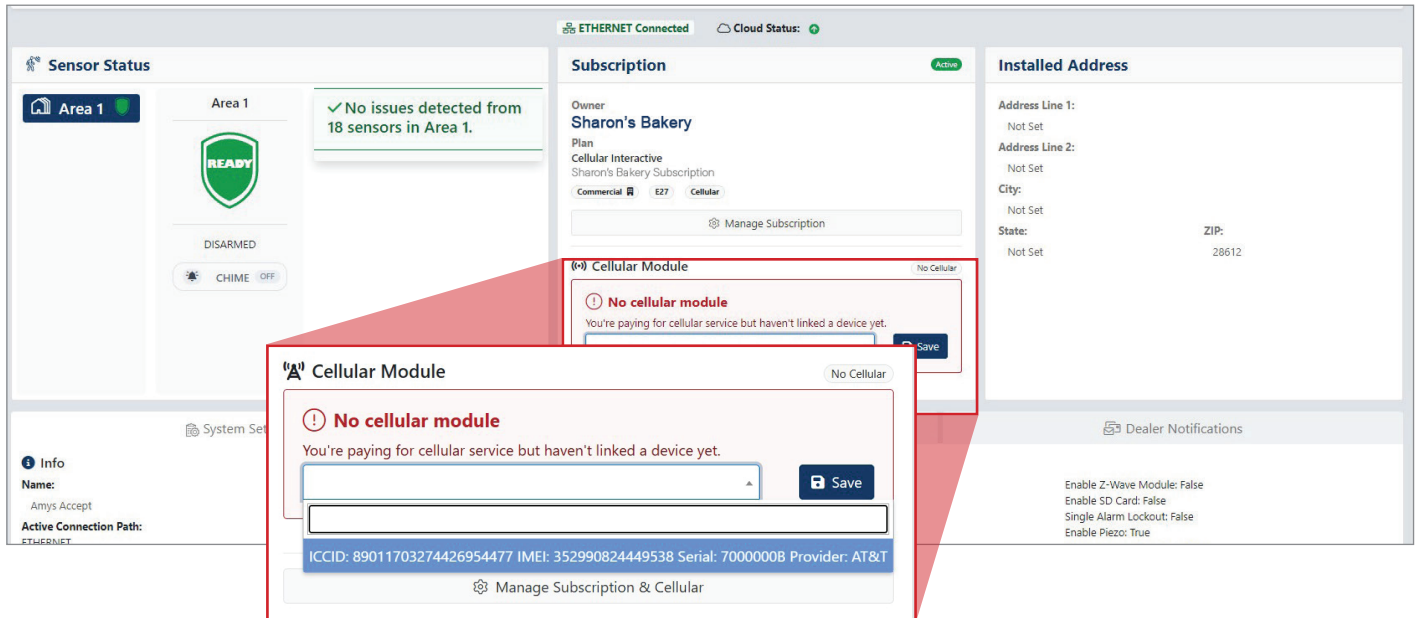 ETHERNET Connected
Cloud Status:
Sensor Status
Area 1
Area 1
READY
DISARMED
CHIME OFF
No issues detected from
18 sensors in Area 1.
Subscription
Active
Owner
Sharon's Bakery
Plan
Cellular Interactive
Sharon's Bakery Subscription
Commercial
E27
Cellular
Manage Subscription
Cellular Module
No Cellular
No cellular module
You're paying for cellular service but haven't linked a device yet.
Save
Installed Address
Address Line 1:
Not Set
Address Line 2:
Not Set
City:
Not Set
State:
ZIP:
Not Set
28612
Cellular Module
No Cellular
No cellular module
You're paying for cellular service but haven't linked a device yet.
Save
ICCID: 89011703274426954477 IMEI: 352990824449538 Serial: 7000000B Provider: AT&T
Manage Subscription & Cellular
System Set
Dealer Notifications
Info
Name:
Amys Accept
Active Connection Path:
ETHERNET
Enable Z-Wave Module: False
Enable SD Card: False
Single Alarm Lockout: False
Enable Piezo: True